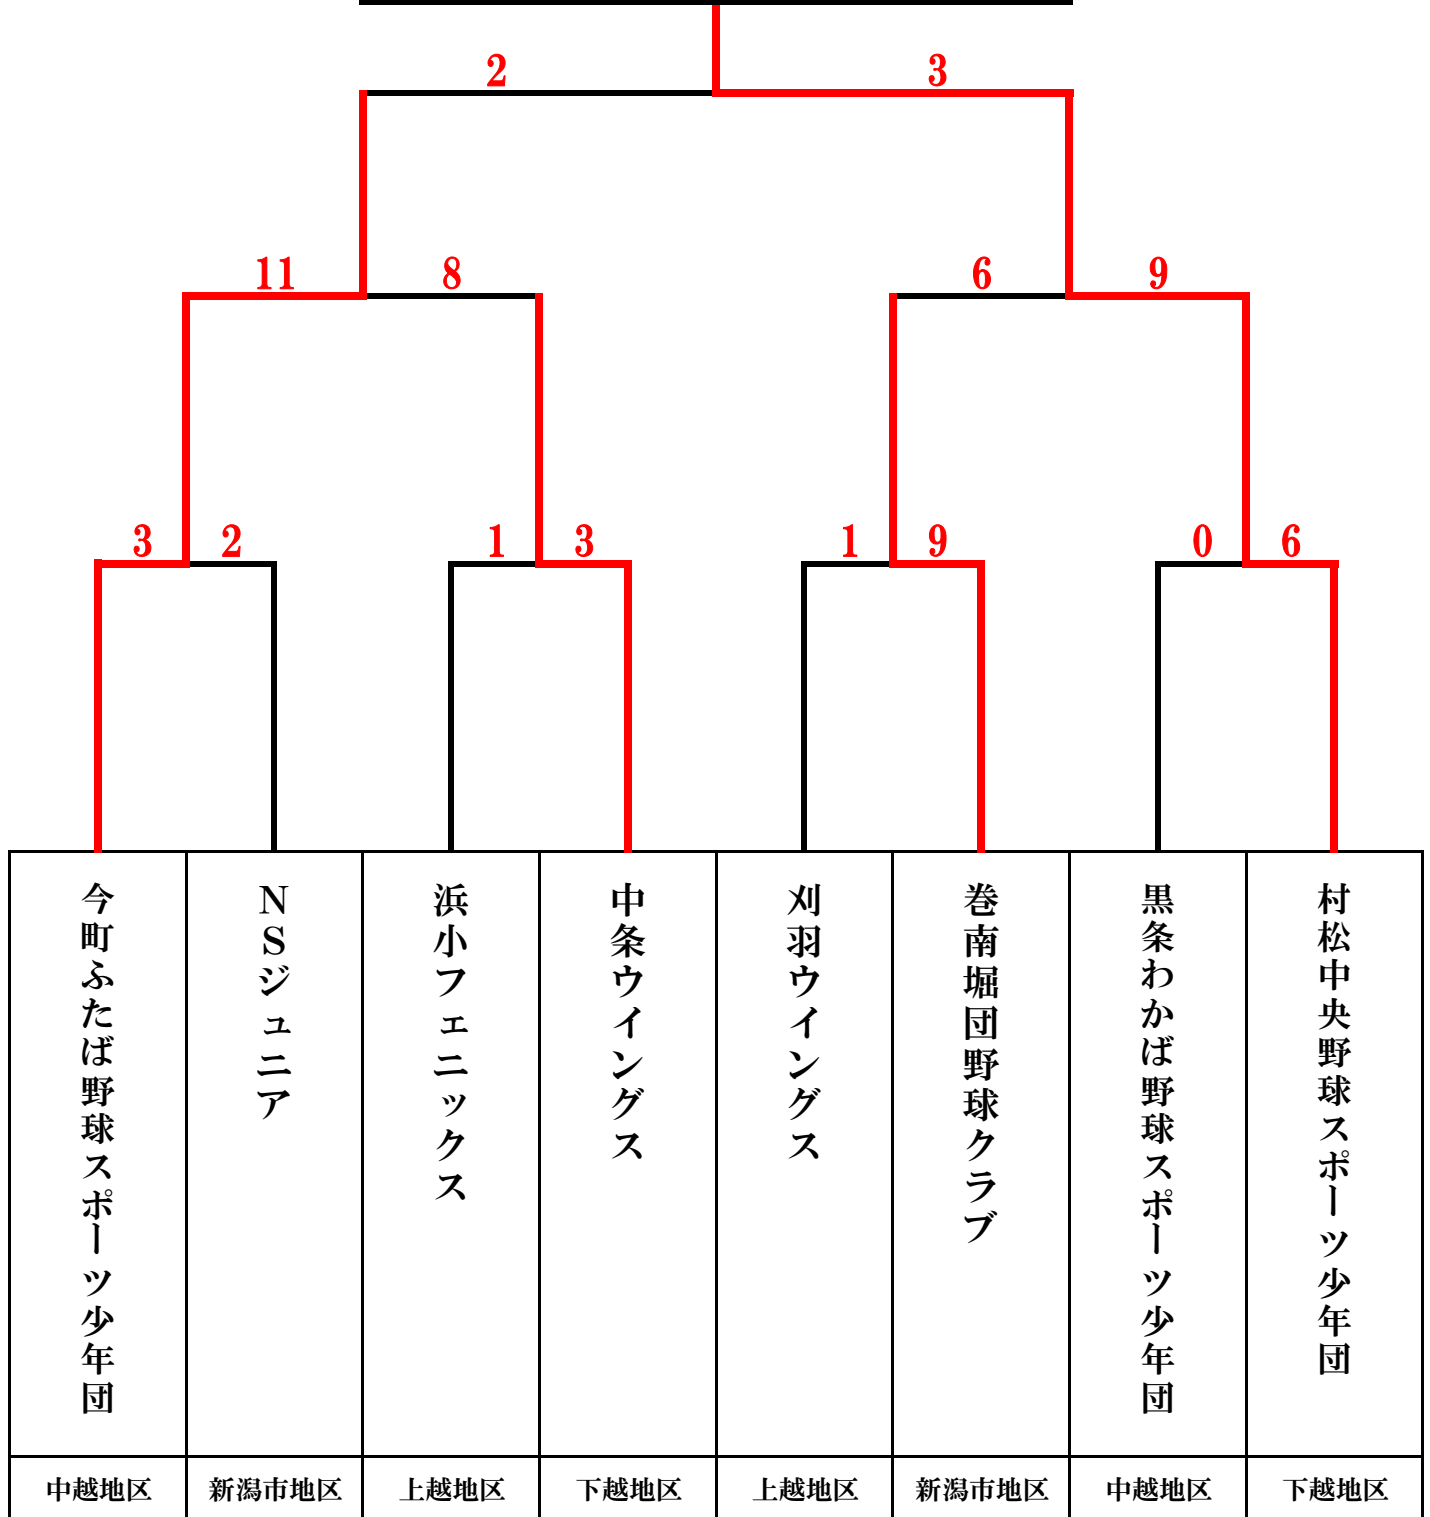 2
3
11
8
6
9
3
2
1
3
1
9
0
6
今町ふたば野球スポーツ少年団
NSジュニア
浜小フェニックス
中条ウイングス
刈羽ウイングス
巻南堀団野球クラブ
黒条わかば野球スポーツ少年団
村松中央野球スポーツ少年団
中越地区
新潟市地区
上越地区
下越地区
上越地区
新潟市地区
中越地区
下越地区